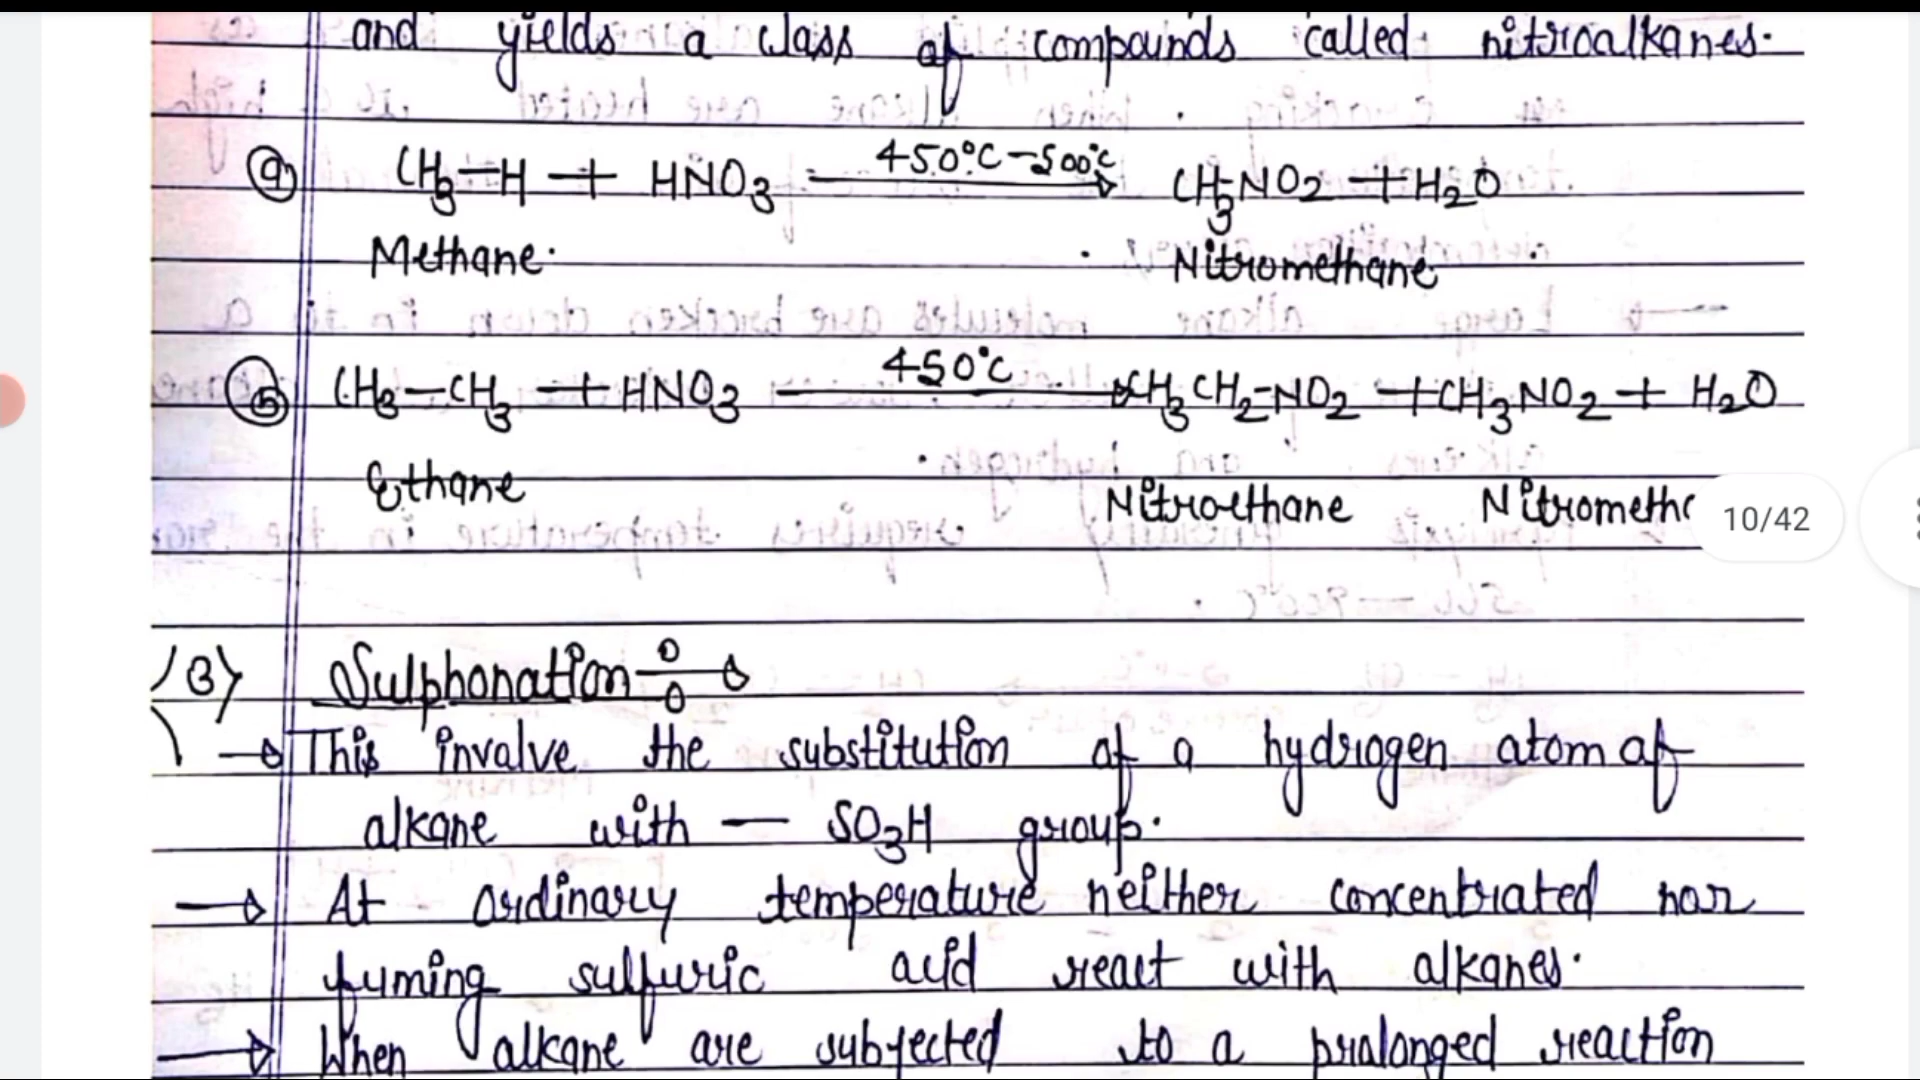 and yields a class of compounds called nitroalkanes.
(a) CH3—H + HNO3 —450°C–500°C→ CH3NO2 + H2O
Methane. Nitromethane
(b) CH3—CH3 + HNO3 —450°C→ CH3CH2-NO2 + CH3NO2 + H2O
Ethane Nitroethane Nitrometha
10/42
(B) Sulphonation ÷→
→ This involve the substitution of a hydrogen atom of
alkane with — SO3H group.
→ At ordinary temperature neither concentrated nor
fuming sulfuric acid react with alkanes.
→ When alkane are subjected to a prolonged reaction